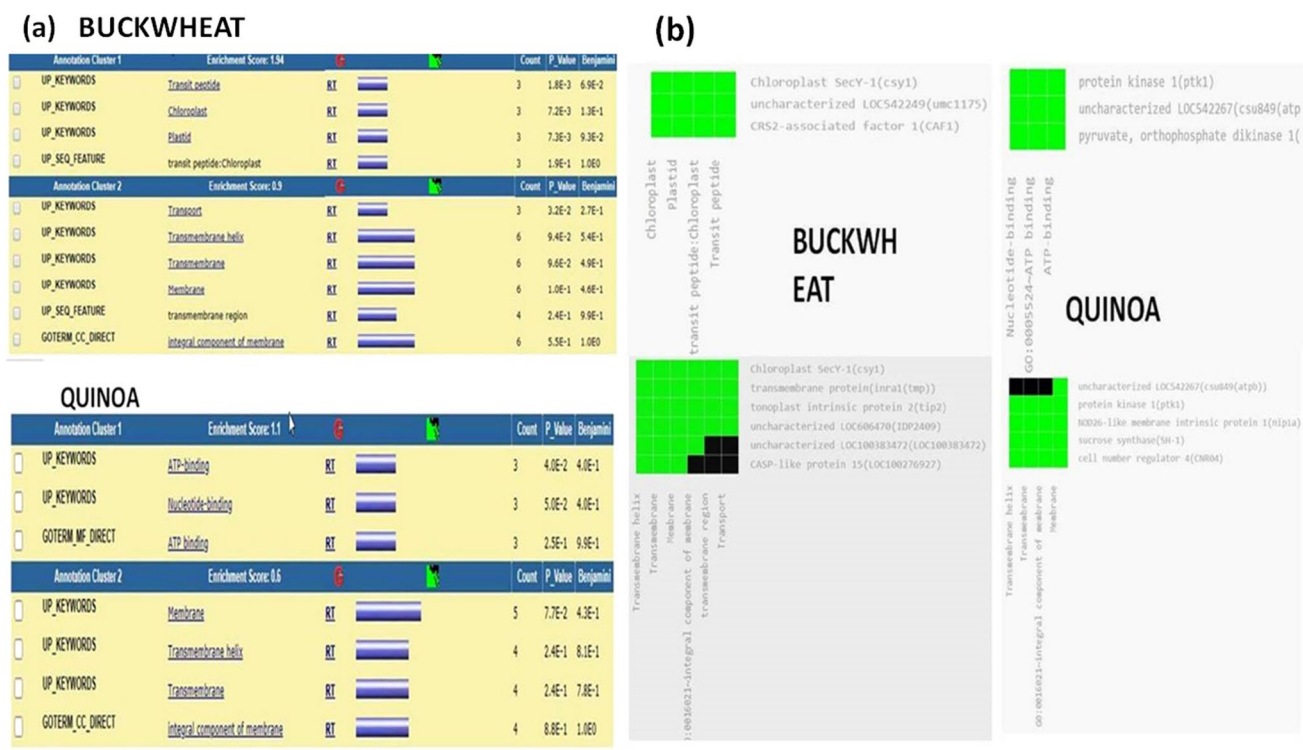 (a) BUCKWHEAT
Annotation Cluster 1 Enrichment Score: 1.94 G Count P_Value Benjamini
UP_KEYWORDS Transit peptide RT 3 1.8E-3 6.9E-2
UP_KEYWORDS Chloroplast RT 3 7.2E-3 1.3E-1
UP_KEYWORDS Plastid RT 3 7.3E-3 9.3E-2
UP_SEQ_FEATURE transit peptide:Chloroplast RT 3 1.9E-1 1.0E0
Annotation Cluster 2 Enrichment Score: 0.9 G Count P_Value Benjamini
UP_KEYWORDS Transport RT 3 3.2E-2 2.7E-1
UP_KEYWORDS Transmembrane helix RT 6 9.4E-2 5.4E-1
UP_KEYWORDS Transmembrane RT 6 9.6E-2 4.9E-1
UP_KEYWORDS Membrane RT 6 1.0E-1 4.6E-1
UP_SEQ_FEATURE transmembrane region RT 4 2.4E-1 9.9E-1
GOTERM_CC_DIRECT integral component of membrane RT 6 5.5E-1 1.0E0
QUINOA
Annotation Cluster 1 Enrichment Score: 1.1 G Count P_Value Benjamini
UP_KEYWORDS ATP-binding RT 3 4.0E-2 4.0E-1
UP_KEYWORDS Nucleotide-binding RT 3 5.0E-2 4.0E-1
GOTERM_MF_DIRECT ATP binding RT 3 2.5E-1 9.9E-1
Annotation Cluster 2 Enrichment Score: 0.6 G Count P_Value Benjamini
UP_KEYWORDS Membrane RT 5 7.7E-2 4.3E-1
UP_KEYWORDS Transmembrane helix RT 4 2.4E-1 8.1E-1
UP_KEYWORDS Transmembrane RT 4 2.4E-1 7.8E-1
GOTERM_CC_DIRECT integral component of membrane RT 4 8.8E-1 1.0E0
(b)
Chloroplast SecY-1(csy1)
uncharacterized LOC542249(umc1175)
CRS2-associated factor 1(CAF1)
Chloroplast
Plastid
transit peptide:Chloroplast
Transit peptide
BUCKWH
EAT
Chloroplast SecY-1(csy1)
transmembrane protein(inra1(tmp))
tonoplast intrinsic protein 2(tip2)
uncharacterized LOC606470(IDP2409)
uncharacterized LOC100383472(LOC100383472)
CASP-like protein 15(LOC100276927)
Transmembrane helix
Transmembrane
Membrane
:0016021~integral component of membrane
transmembrane region
Transport
protein kinase 1(ptk1)
uncharacterized LOC542267(csu849(atp
pyruvate, orthophosphate dikinase 1(
Nucleotide-binding
GO:0005524~ATP binding
ATP-binding
QUINOA
uncharacterized LOC542267(csu849(atpb))
protein kinase 1(ptk1)
NOD26-like membrane intrinsic protein 1(nip1a)
sucrose synthase(SH-1)
cell number regulator 4(CNR04)
Transmembrane helix
Transmembrane
GO:0016021~integral component of membrane
Membrane